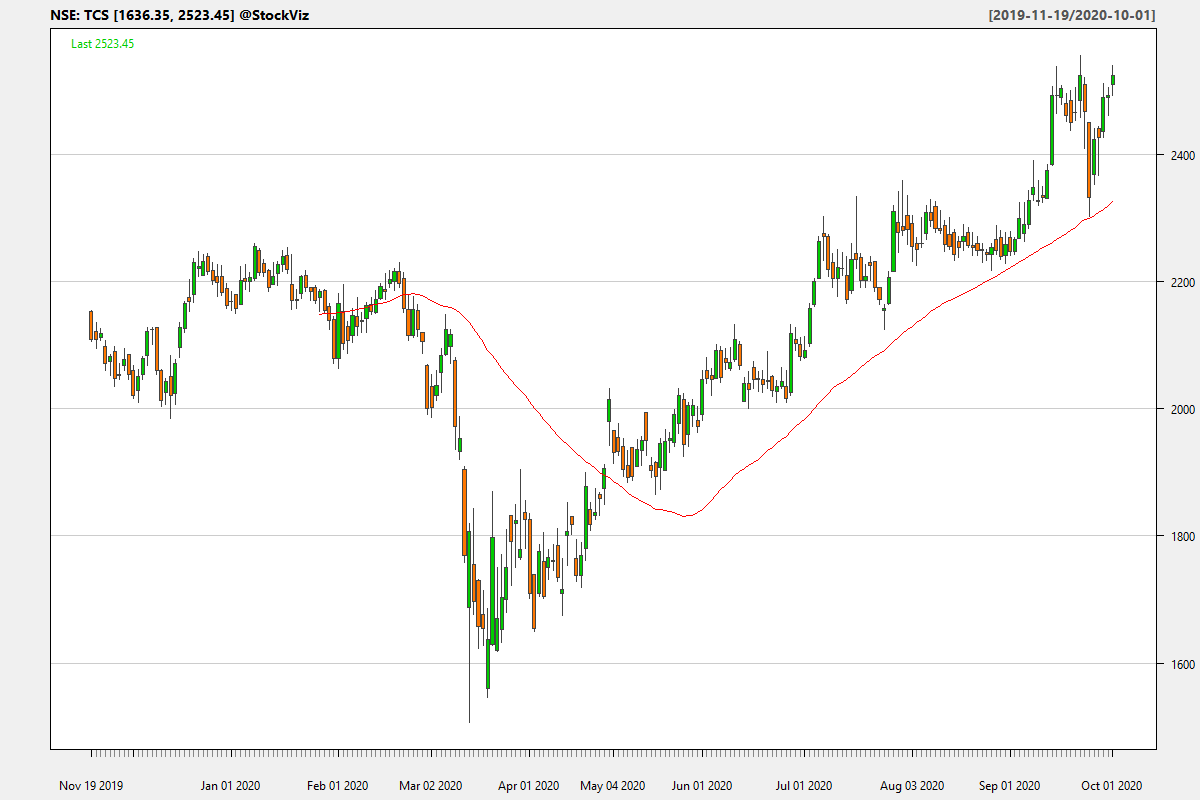 NSE: TCS [1636.35, 2523.45] @StockViz [2019-11-19/2020-10-01]
Last 2523.45
2400
2200
2000
1800
1600
Nov 19 2019 Jan 01 2020 Feb 01 2020 Mar 02 2020 Apr 01 2020 May 04 2020 Jun 01 2020 Jul 01 2020 Aug 03 2020 Sep 01 2020 Oct 01 2020